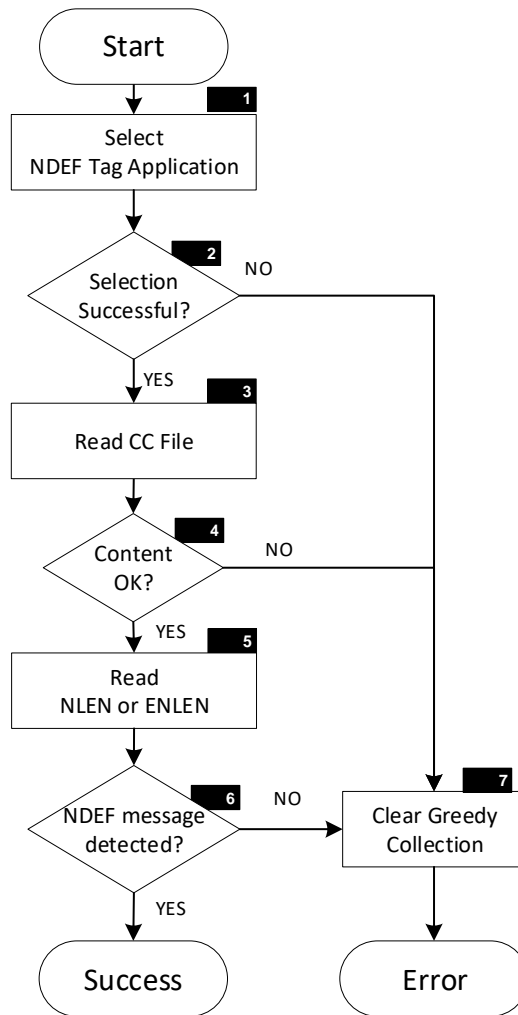 Start
1
Select
NDEF Tag Application
2
NO
Selection
Successful?
YES
3
Read CC File
4
NO
Content
OK?
YES
5
Read
NLEN or ENLEN
6
NO
7
NDEF message
detected?
Clear Greedy
Collection
YES
Success
Error